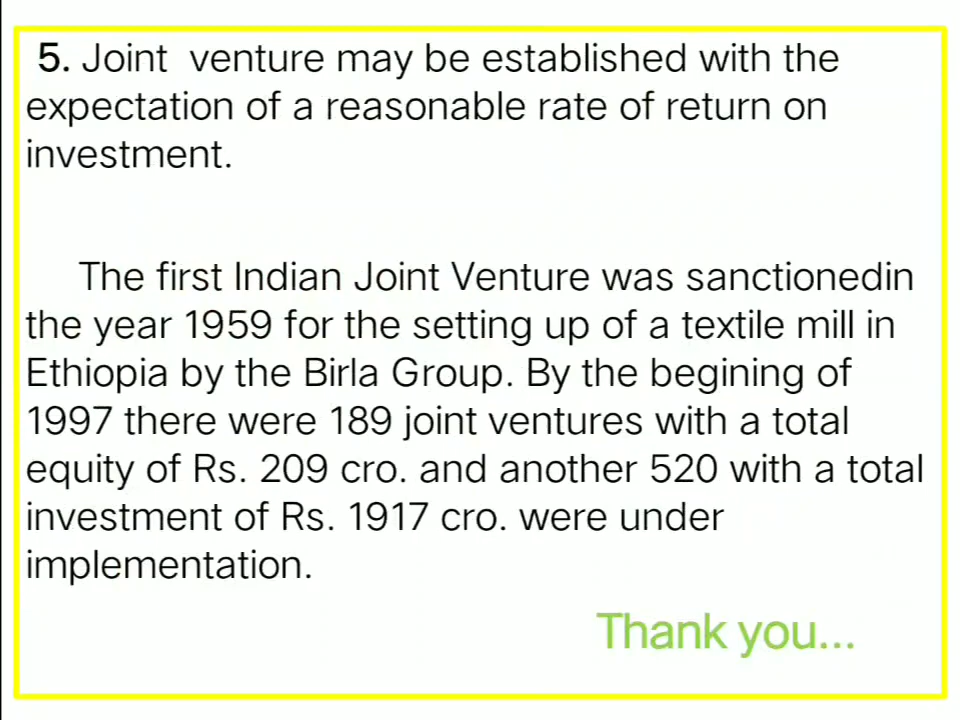 5. Joint venture may be established with the
expectation of a reasonable rate of return on
investment.
The first Indian Joint Venture was sanctionedin
the year 1959 for the setting up of a textile mill in
Ethiopia by the Birla Group. By the begining of
1997 there were 189 joint ventures with a total
equity of Rs. 209 cro. and another 520 with a total
investment of Rs. 1917 cro. were under
implementation.
Thank you...